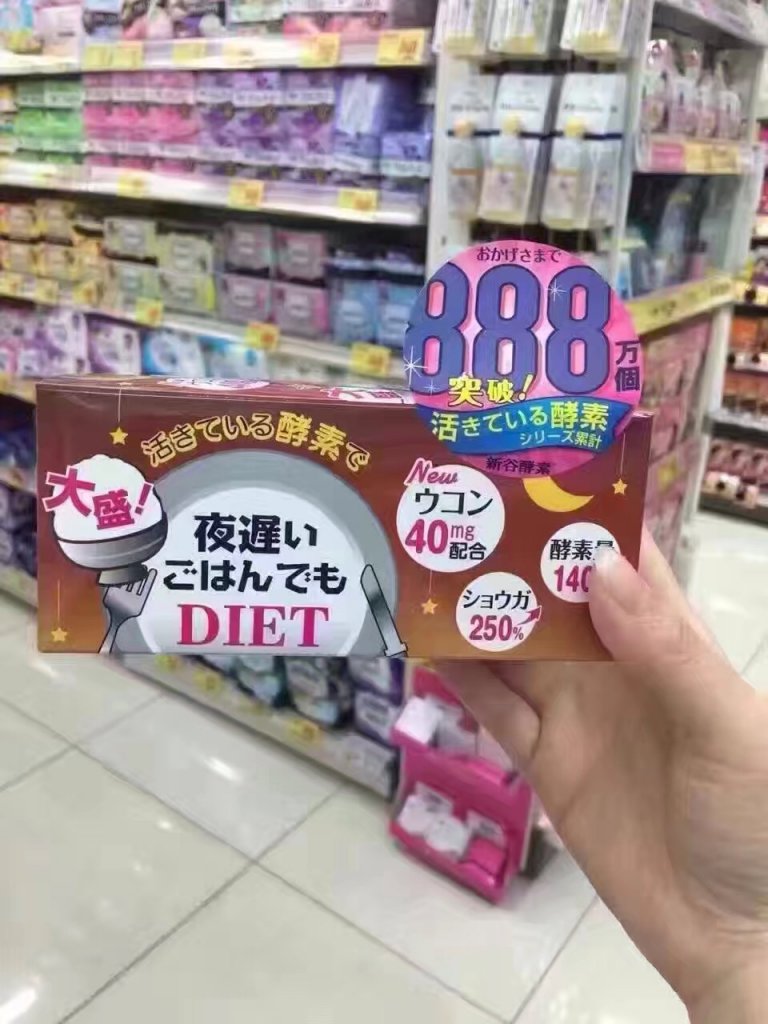 おかげさまで
888
万個
突破!
活きている酵素
シリーズ累計
新谷酵素
活きている酵素で
大盛!
夜遅い
ごはんでも
DIET
New
ウコン
40mg
配合
酵素量
140
ショウガ
250%